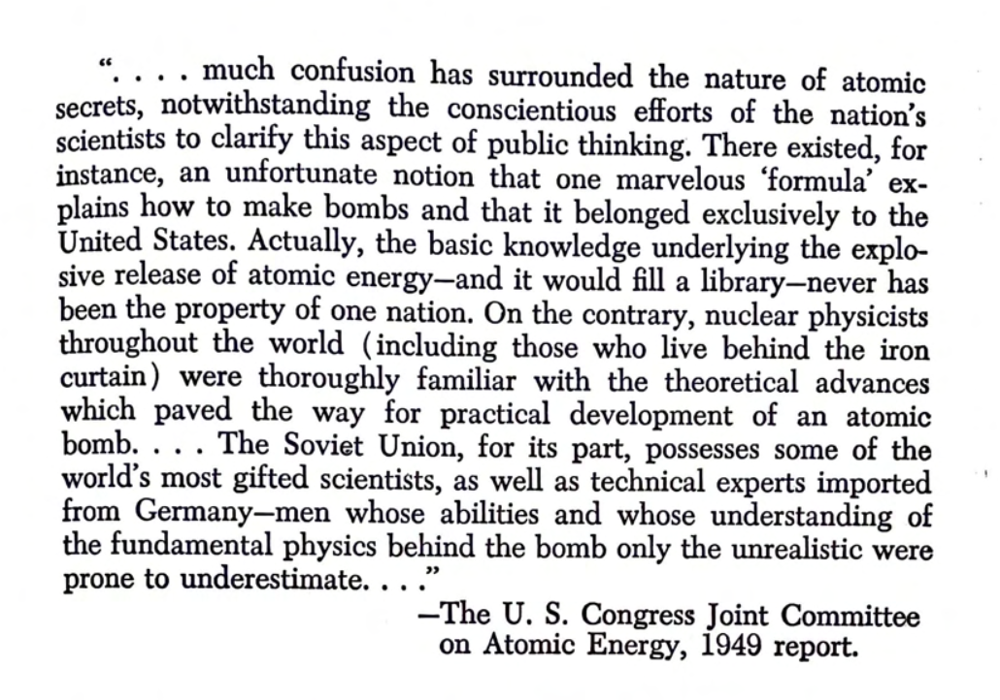 “. . . . much confusion has surrounded the nature of atomic
secrets, notwithstanding the conscientious efforts of the nation’s
scientists to clarify this aspect of public thinking. There existed, for
instance, an unfortunate notion that one marvelous ‘formula’ ex-
plains how to make bombs and that it belonged exclusively to the
United States. Actually, the basic knowledge underlying the explo-
sive release of atomic energy—and it would fill a library—never has
been the property of one nation. On the contrary, nuclear physicists
throughout the world (including those who live behind the iron
curtain) were thoroughly familiar with the theoretical advances
which paved the way for practical development of an atomic
bomb. . . . The Soviet Union, for its part, possesses some of the
world’s most gifted scientists, as well as technical experts imported
from Germany—men whose abilities and whose understanding of
the fundamental physics behind the bomb only the unrealistic were
prone to underestimate. . . .”
—The U. S. Congress Joint Committee
on Atomic Energy, 1949 report.